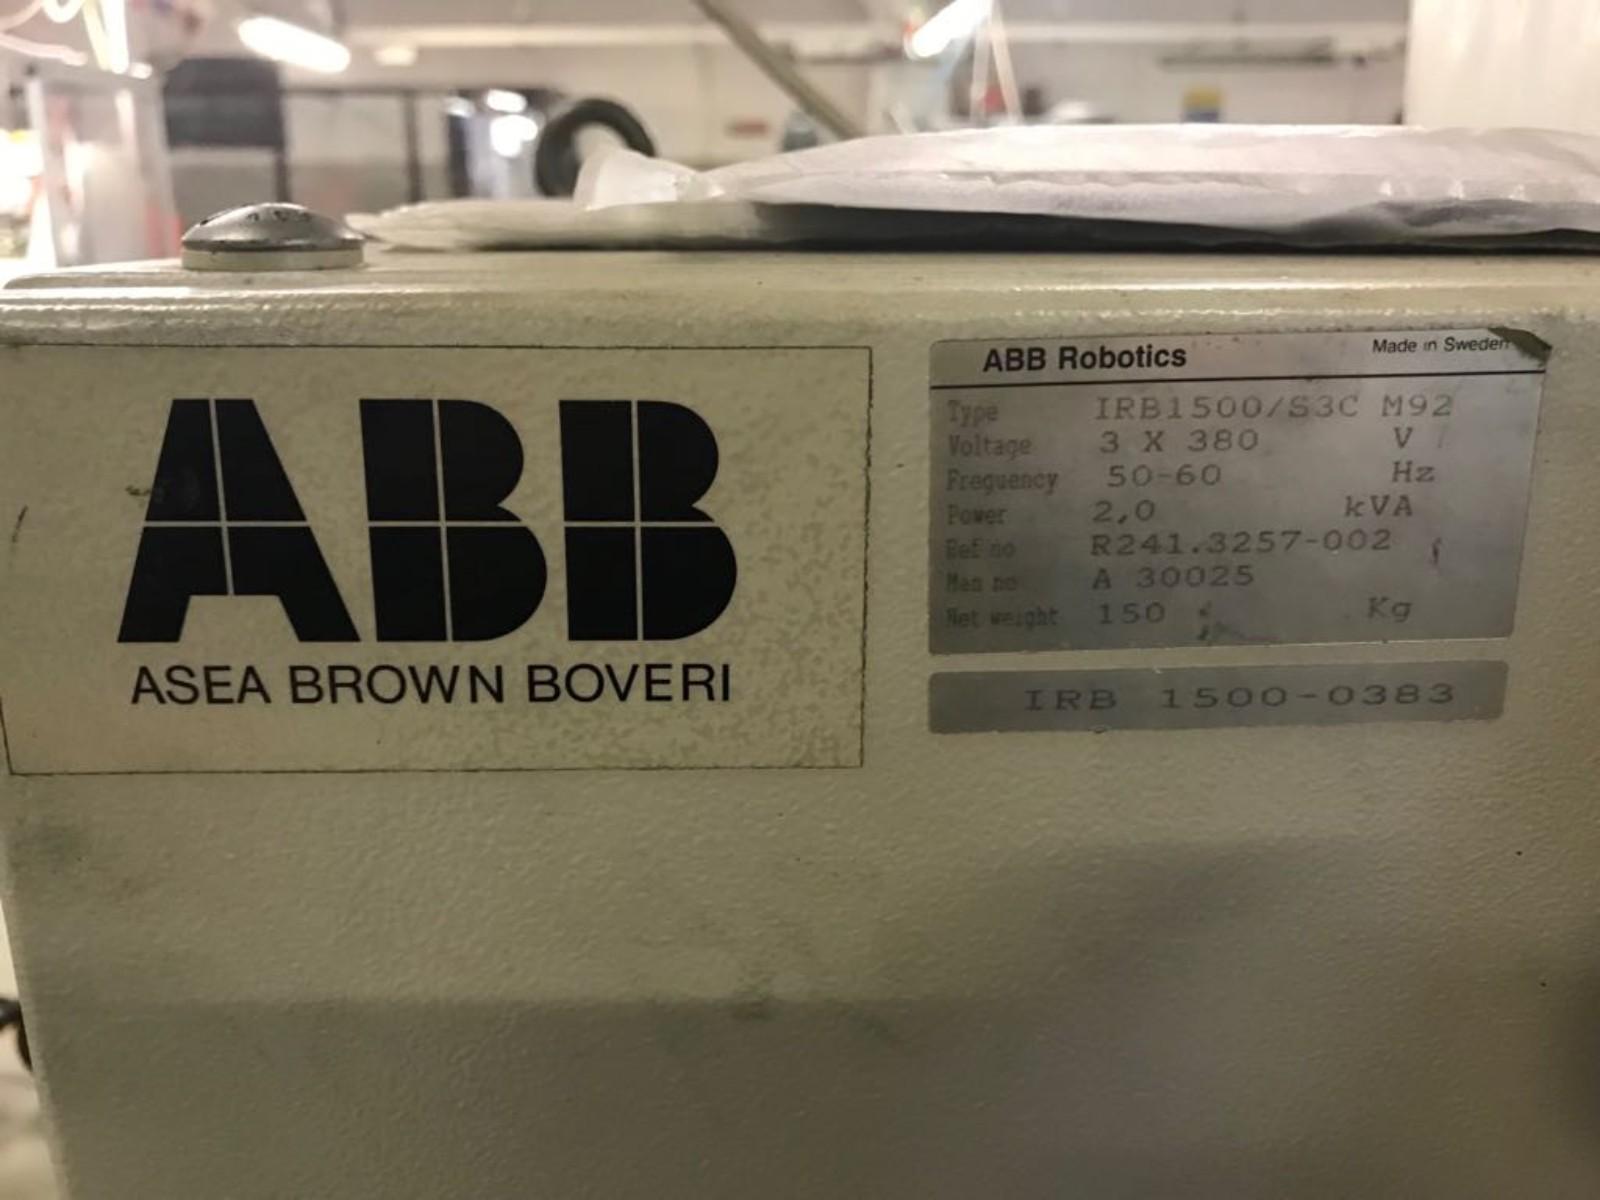 ABB
ASEA BROWN BOVERI
ABB Robotics Made in Sweden
Type IRB1500/S3C M92
Voltage 3 X 380 V
Frequency 50-60 Hz
Power 2,0 kVA
Ref no R241.3257-002
Man no A 30025
Net weight 150 Kg
IRB 1500-0383